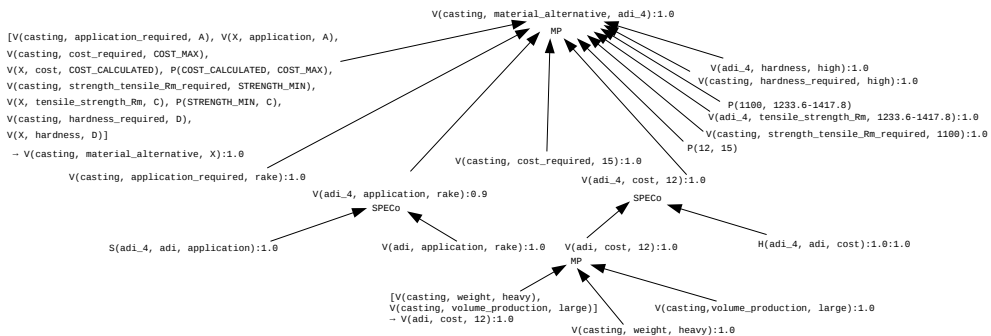 V(casting, material_alternative, adi_4):1.0
MP
[V(casting, application_required, A), V(X, application, A),
V(casting, cost_required, COST_MAX),
V(X, cost, COST_CALCULATED), P(COST_CALCULATED, COST_MAX),
V(casting, strength_tensile_Rm_required, STRENGTH_MIN),
V(X, tensile_strength_Rm, C), P(STRENGTH_MIN, C),
V(casting, hardness_required, D),
V(X, hardness, D)]
→ V(casting, material_alternative, X):1.0
V(adi_4, hardness, high):1.0
V(casting, hardness_required, high):1.0
P(1100, 1233.6-1417.8)
V(adi_4, tensile_strength_Rm, 1233.6-1417.8):1.0
V(casting, strength_tensile_Rm_required, 1100):1.0
P(12, 15)
V(casting, cost_required, 15):1.0
V(casting, application_required, rake):1.0
V(adi_4, application, rake):0.9
SPECo
V(adi_4, cost, 12):1.0
SPECo
S(adi_4, adi, application):1.0
V(adi, application, rake):1.0
V(adi, cost, 12):1.0
H(adi_4, adi, cost):1.0:1.0
MP
[V(casting, weight, heavy),
V(casting, volume_production, large)]
→ V(adi, cost, 12):1.0
V(casting,volume_production, large):1.0
V(casting, weight, heavy):1.0